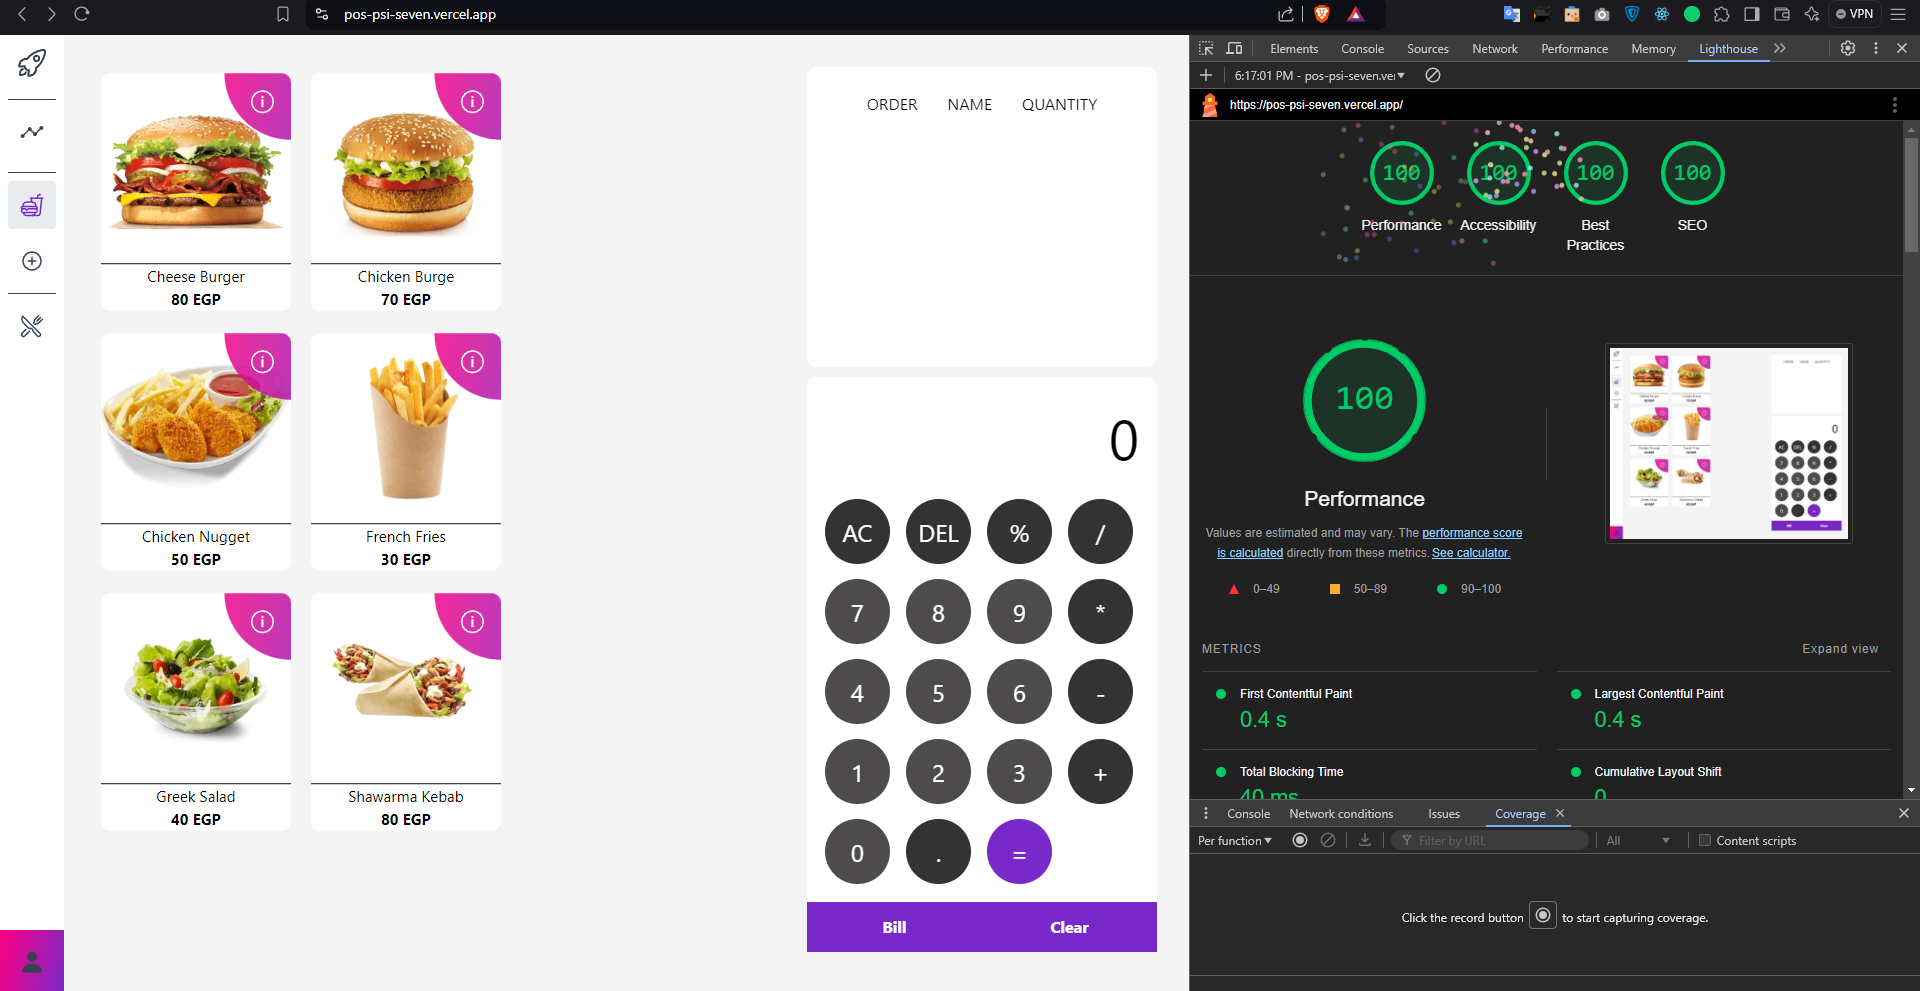 pos-psi-seven.vercel.app
VPN
Cheese Burger
80 EGP
Chicken Burge
70 EGP
Chicken Nugget
50 EGP
French Fries
30 EGP
Greek Salad
40 EGP
Shawarma Kebab
80 EGP
ORDER NAME QUANTITY
0
AC DEL % /
7 8 9 *
4 5 6 -
1 2 3 +
0 . =
Bill Clear
Elements Console Sources Network Performance Memory Lighthouse
6:17:01 PM - pos-psi-seven.ver
https://pos-psi-seven.vercel.app/
100 100 100 100
Performance Accessibility Best Practices SEO
100
Performance
Values are estimated and may vary. The performance score
is calculated directly from these metrics. See calculator.
0–49 50–89 90–100
METRICS Expand view
First Contentful Paint
0.4 s
Largest Contentful Paint
0.4 s
Total Blocking Time
40 ms
Cumulative Layout Shift
0
Console Network conditions Issues Coverage
Per function Filter by URL All Content scripts
Click the record button to start capturing coverage.